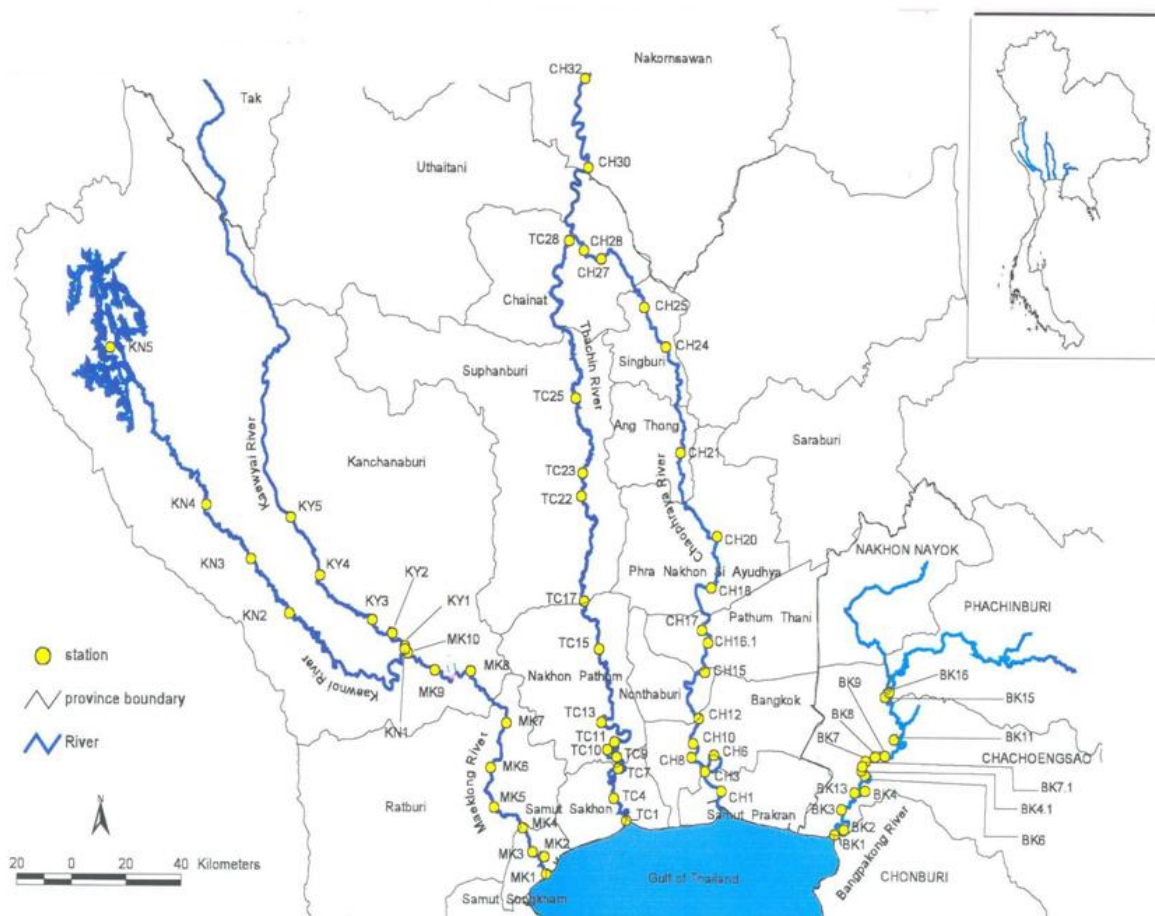 CH32
Nakornsawan
Tak
Uthaitani
CH30
TC28
CH28
CH27
Chainat
CH25
KN5
CH24
Singburi
Suphanburi
Thachin River
TC25
Ang Thong
Saraburi
Kanchanaburi
Kaewyai River
CH21
TC23
TC22
Chaophraya River
KN4
KY5
CH20
NAKHON NAYOK
KN3
KY4
KY2
Phra Nakhon Si Ayudhya
CH18
KY3
KY1
TC17
Pathum Thani
PHACHINBURI
KN2
MK10
CH17
CH16.1
station
TC15
Kaewnoi River
MK9
MK8
Nakhon Pathom
CH15
BK9
BK16
Nonthaburi
Bangkok
BK15
province boundary
KN1
MK7
TC13
CH12
BK8
TC11
CH10
BK7
BK11
River
TC10
TC9
CH6
CHACHOENGSAO
MK6
TC7
CH8
CH3
BK7.1
Maeklong River
Ratburi
MK5
Samut Sakhon
TC4
CH1
BK13
BK4
BK4.1
N
MK4
TC1
Samut Prakran
BK3
BK2
BK6
MK3
MK2
BK1
Bangpakong River
20 0 20 40 Kilometers
MK1
Gulf of Thailand
CHONBURI
Samut Songkham